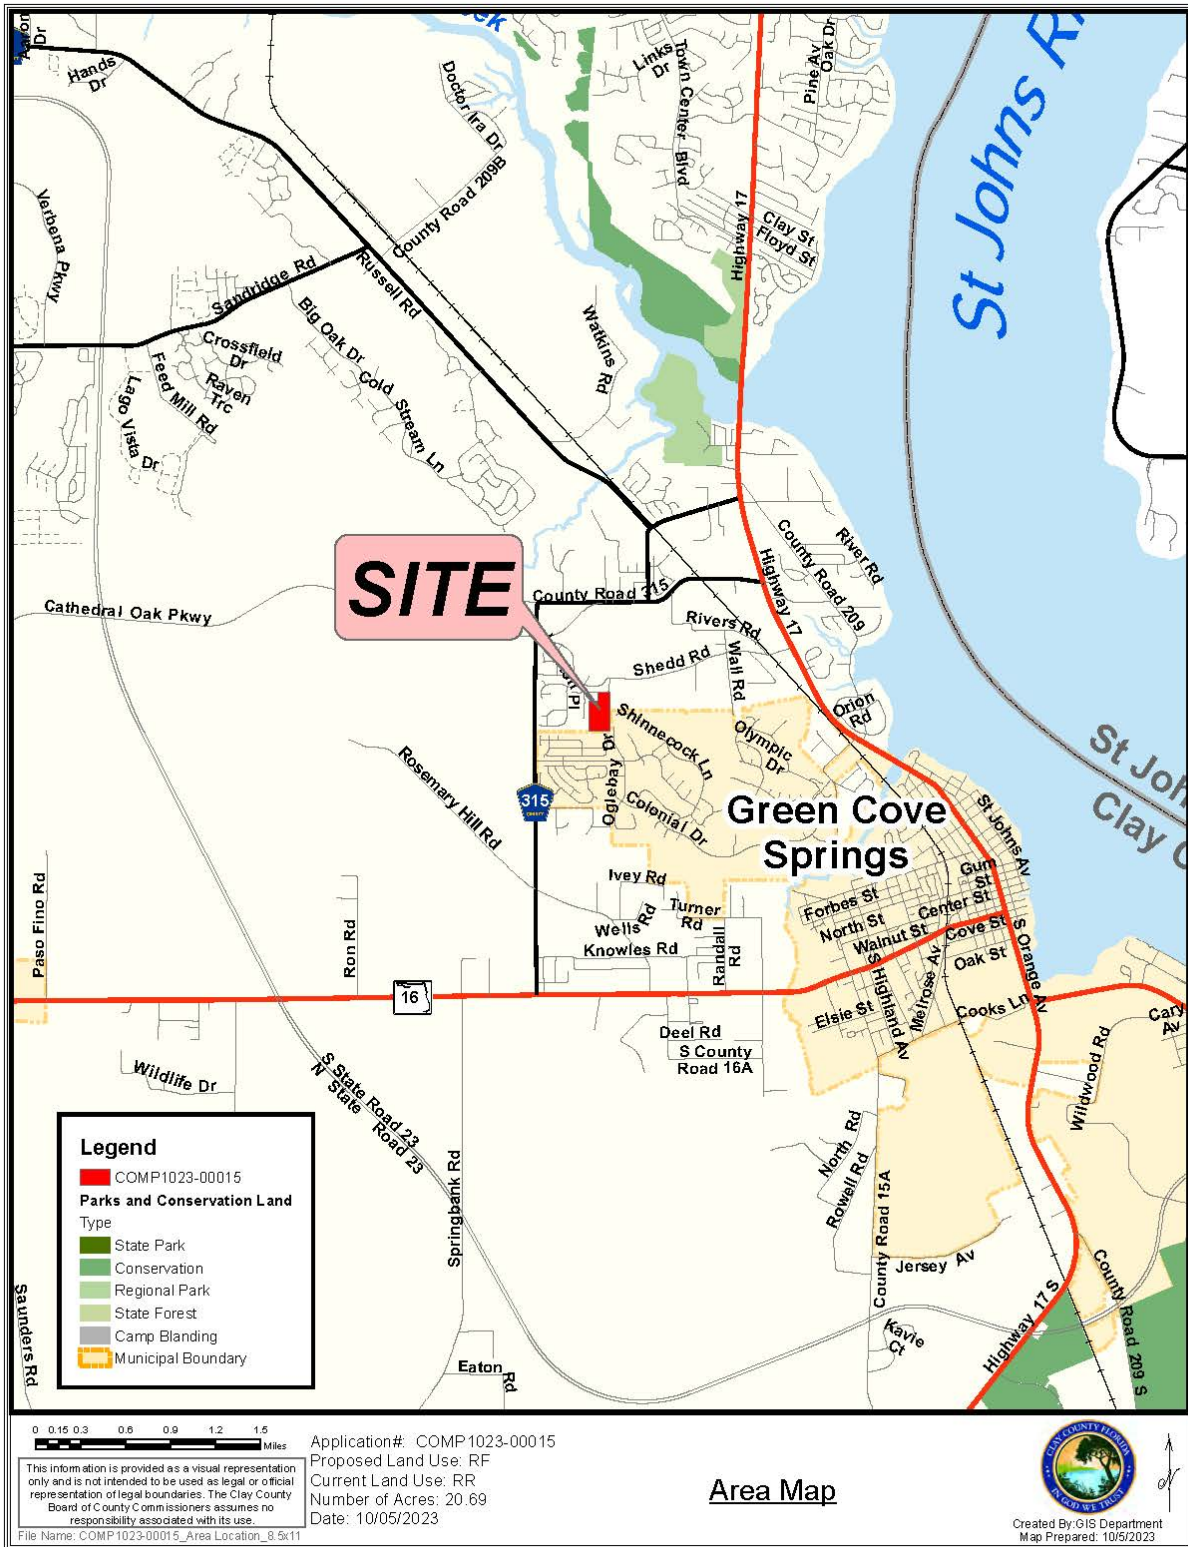 Aaron
Dr
Hands
Dr
Doctor Ira Dr
County Road 209B
Links
Dr
Town Center
Blvd
Pine Av
Oak Dr
Highway 17
Clay St
Floyd St
St Johns
Verbena Pkwy
Sandridge Rd
Russell Rd
Big Oak Dr
Crossfield
Dr
Raven
Trc
Feed Mill Rd
Lago
Vista Dr
Cold Stream Ln
Watkins Rd
SITE
Cathedral Oak Pkwy
County Road 315
Highway 17
County Road 209
River Rd
Rivers Rd
Shedd Rd
Wall Rd
Pl
Orion
Rd
Shinnecock Ln
Olympic
Dr
Oglebay Dr
Colonial Dr
Rosemary Hill Rd
315
COUNTY
Green Cove
Springs
St Johns Av
St
Clay
Gum
St
Forbes St
Center St
North St
Walnut St
Cove St
Oak St
S Orange Av
S Highland Av
Melrose Av
Elsie St
Cooks Ln
Cary
Av
Wildwood Rd
Ivey Rd
Turner
Rd
Wells
Rd
Knowles Rd
Randall
Rd
Paso Fino Rd
Ron Rd
16
Deel Rd
S County
Road 16A
Wildlife Dr
S State Road 23
N State Road 23
North Rd
Rowell Rd
County Road 15A
Jersey Av
Springbank Rd
Highway 17 S
County Road 209 S
Kavie
Ct
Eaton
Rd
Saunders Rd
Legend
COMP1023-00015
Parks and Conservation Land
Type
State Park
Conservation
Regional Park
State Forest
Camp Blanding
Municipal Boundary
0 0.15 0.3 0.6 0.9 1.2 1.5
Miles
This information is provided as a visual representation
only and is not intended to be used as legal or official
representation of legal boundaries. The Clay County
Board of County Commissioners assumes no
responsibility associated with its use.
File Name: COMP1023-00015_Area Location_8.5x11
Application#: COMP1023-00015
Proposed Land Use: RF
Current Land Use: RR
Number of Acres: 20.69
Date: 10/05/2023
Area Map
CLAY COUNTY FLORIDA
IN GOD WE TRUST
N
Created By:GIS Department
Map Prepared: 10/5/2023